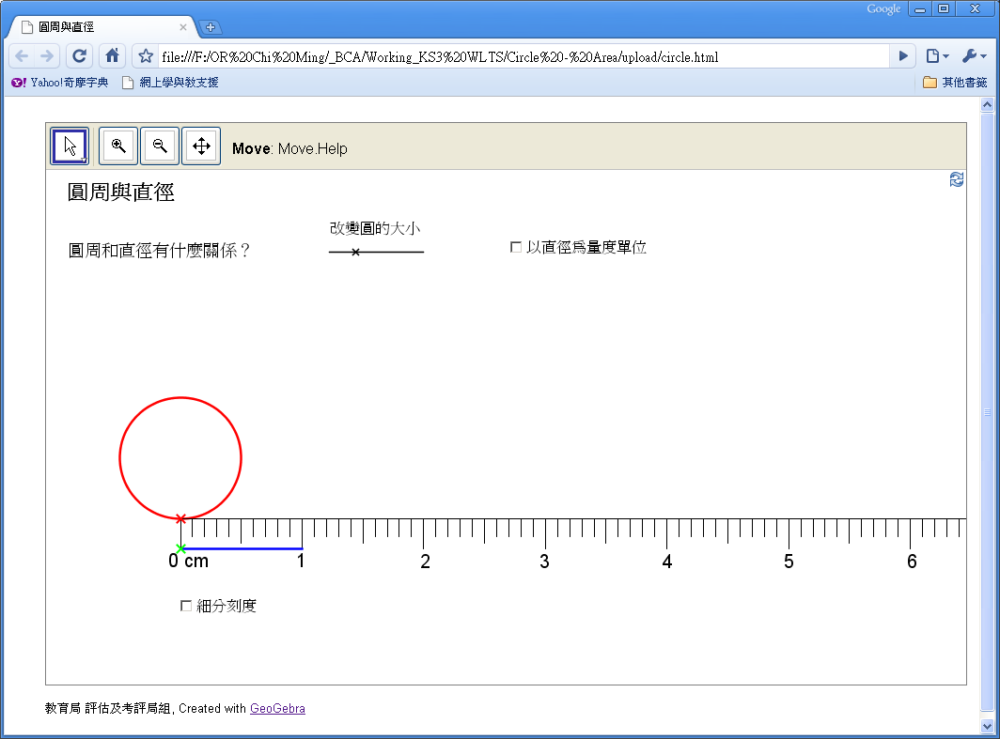 Google
圓周與直徑
file:///F:/OR%20Chi%20Ming/_BCA/Working_KS3%20WLTS/Circle%20-%20Area/upload/circle.html
Yahoo!奇摩字典 網上學與教支援 其他書籤
Move: Move.Help
圓周與直徑
改變圓的大小
圓周和直徑有什麼關係？
以直徑為量度單位
0 cm 1 2 3 4 5 6
細分刻度
教育局 評估及考評局組, Created with GeoGebra